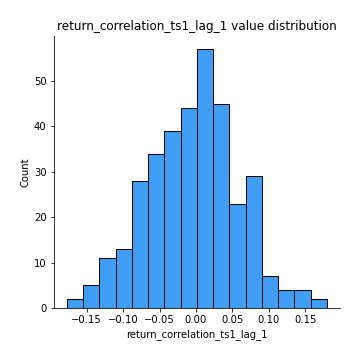 return_correlation_ts1_lag_1 value distribution
Count
50
40
30
20
10
0
−0.15 −0.10 −0.05 0.00 0.05 0.10 0.15
return_correlation_ts1_lag_1